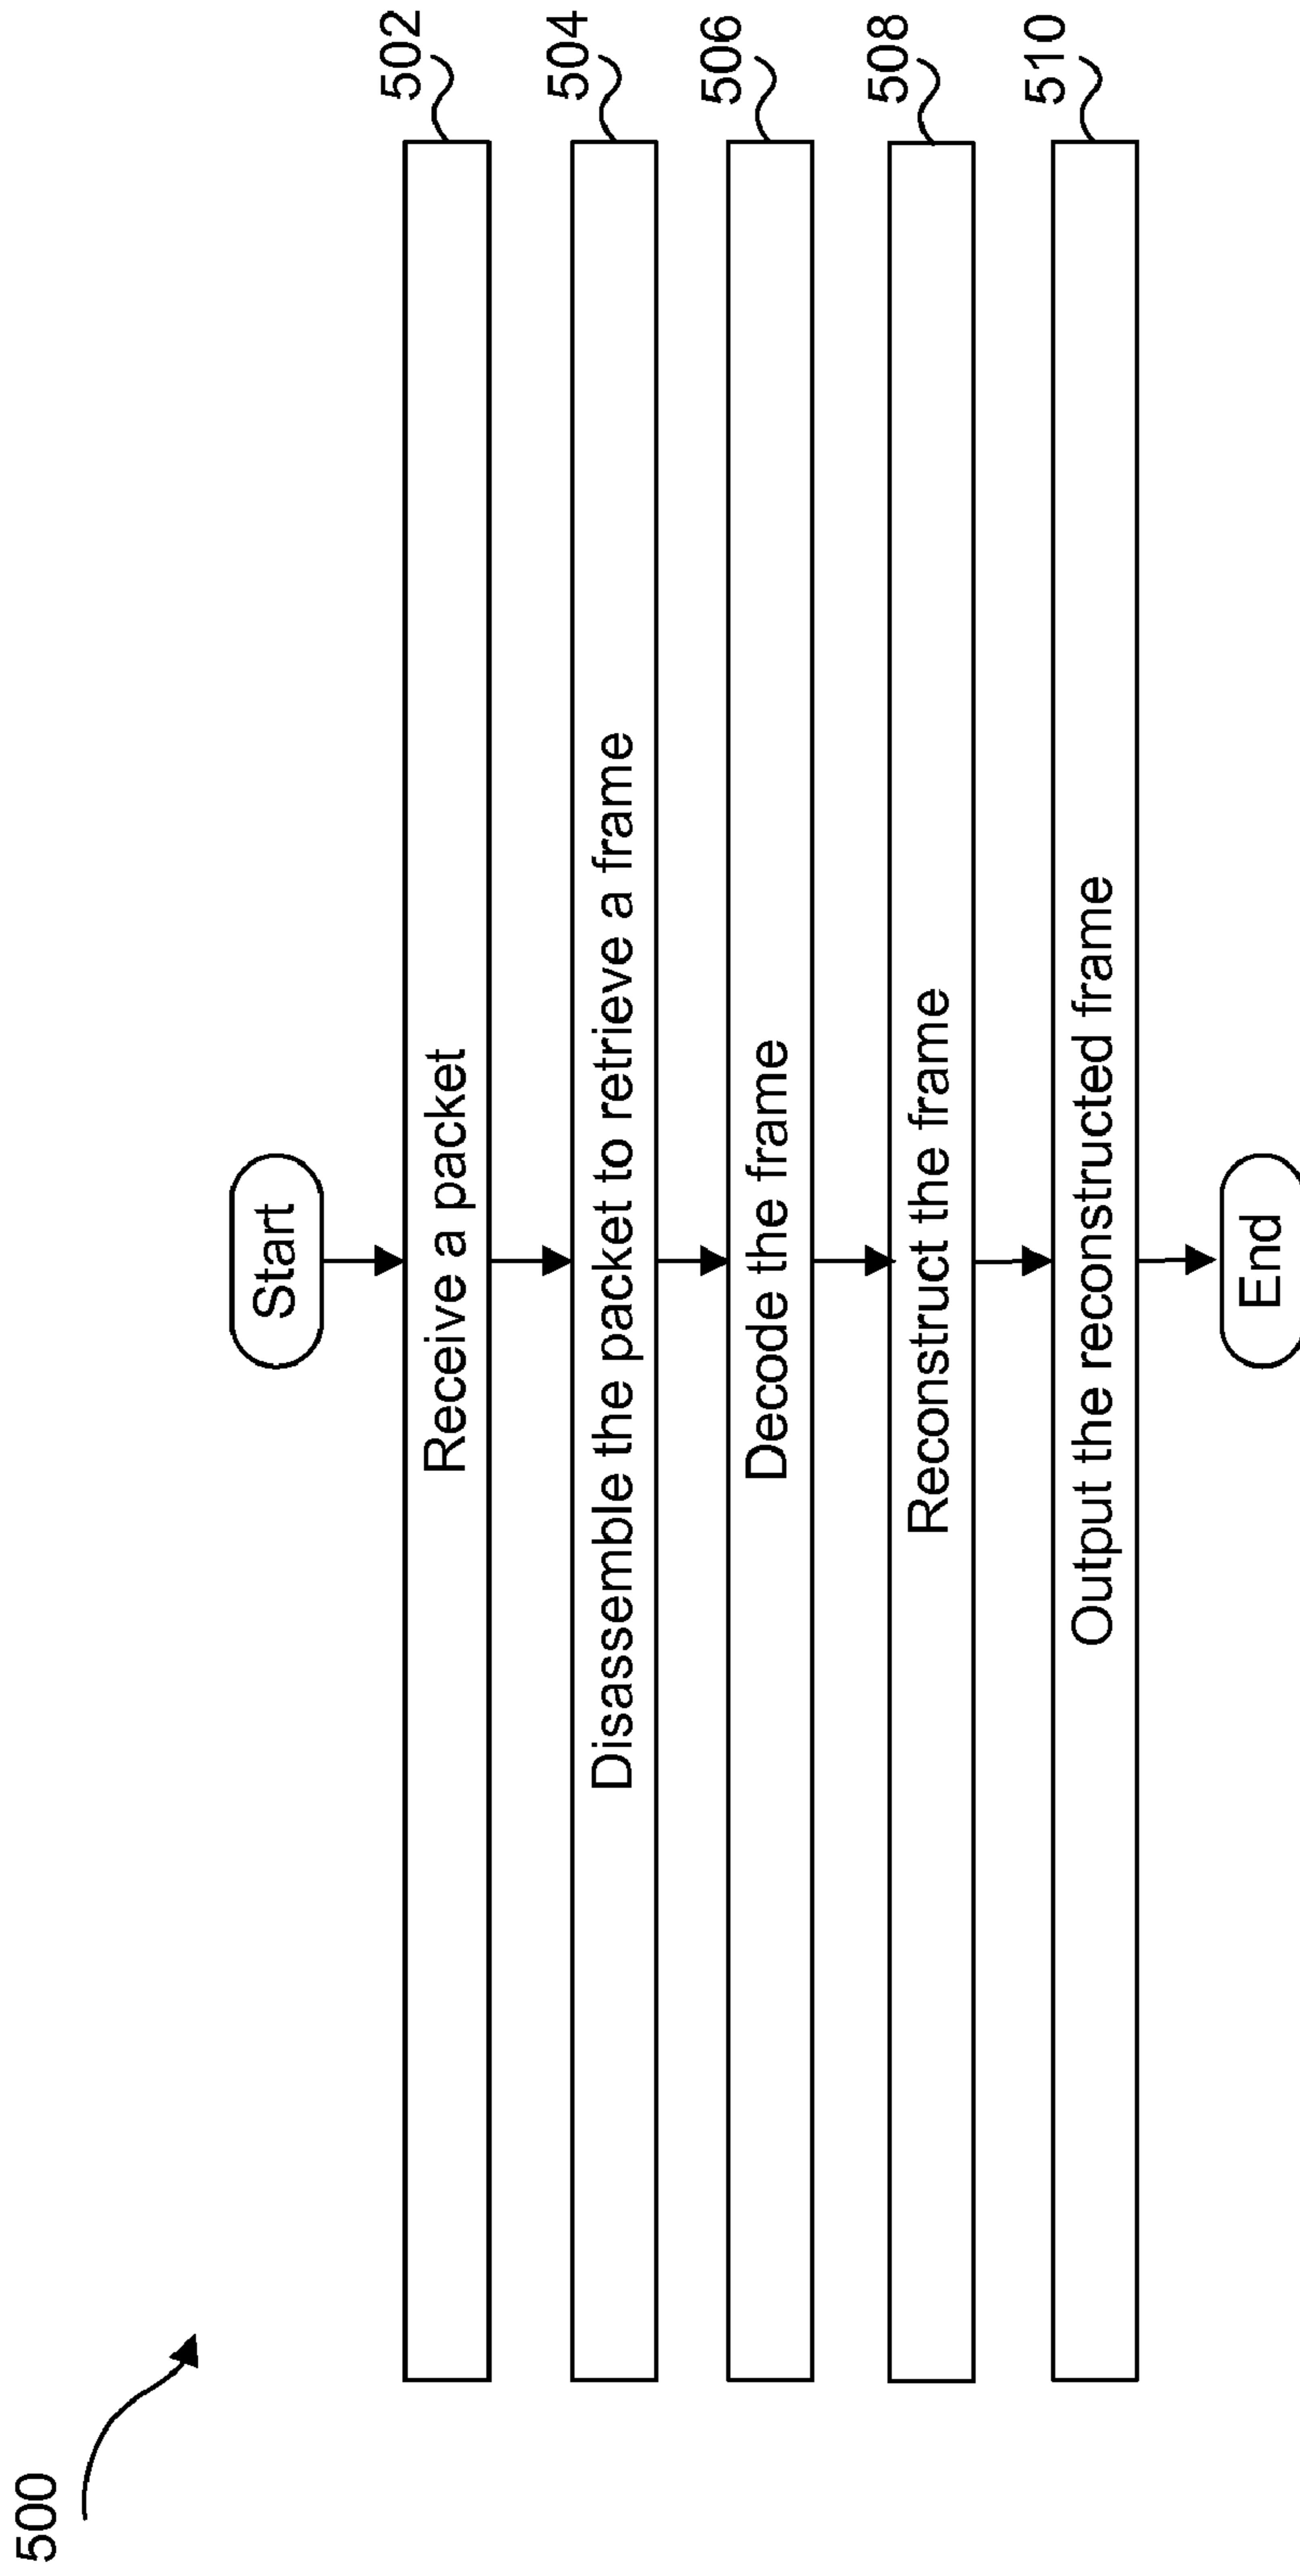 500
Start
Receive a packet
502
Disassemble the packet to retrieve a frame
504
Decode the frame
506
Reconstruct the frame
508
Output the reconstructed frame
510
End